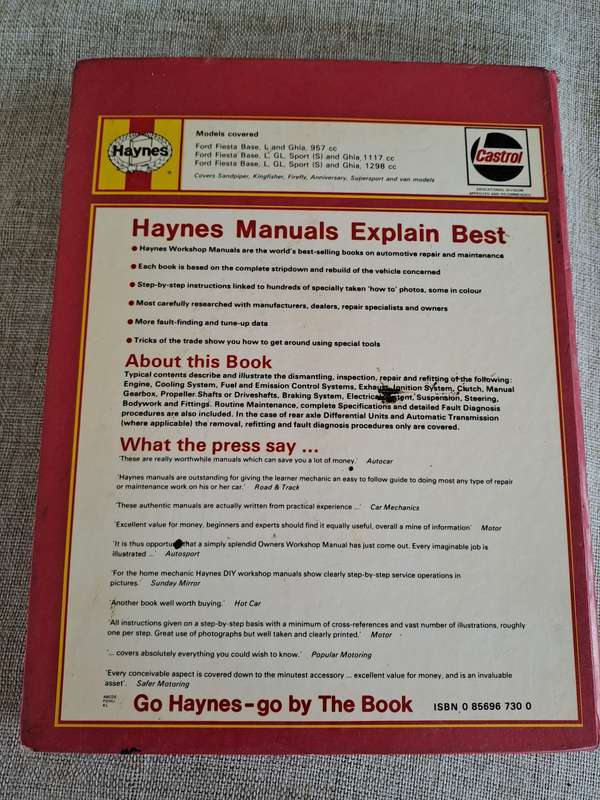 Haynes
®
Models covered
Ford Fiesta Base, L and Ghia, 957 cc
Ford Fiesta Base, L, GL, Sport (S) and Ghia, 1117 cc
Ford Fiesta Base, L, GL, Sport (S) and Ghia, 1298 cc
Covers Sandpiper, Kingfisher, Firefly, Anniversary, Supersport and van models
Castrol
EDUCATIONAL DIVISION
APPROVED AND RECOMMENDED
Haynes Manuals Explain Best
• Haynes Workshop Manuals are the world's best-selling books on automotive repair and maintenance
• Each book is based on the complete stripdown and rebuild of the vehicle concerned
• Step-by-step instructions linked to hundreds of specially taken 'how to' photos, some in colour
• Most carefully researched with manufacturers, dealers, repair specialists and owners
• More fault-finding and tune-up data
• Tricks of the trade show you how to get around using special tools
About this Book
Typical contents describe and illustrate the dismantling, inspection, repair and refitting of the following:
Engine, Cooling System, Fuel and Emission Control Systems, Exhaust, Ignition System, Clutch, Manual
Gearbox, Propeller Shafts or Driveshafts, Braking System, Electrical System, Suspension, Steering,
Bodywork and Fittings. Routine Maintenance, complete Specifications and detailed Fault Diagnosis
procedures are also included. In the case of rear axle Differential Units and Automatic Transmission
(where applicable) the removal, refitting and fault diagnosis procedures only are covered.
What the press say ...
'These are really worthwhile manuals which can save you a lot of money.' Autocar
'Haynes manuals are outstanding for giving the learner mechanic an easy to follow guide to doing most any type of repair
or maintenance work on his or her car.' Road & Track
'These authentic manuals are actually written from practical experience ...' Car Mechanics
'Excellent value for money, beginners and experts should find it equally useful, overall a mine of information' Motor
'It is thus opportune that a simply splendid Owners Workshop Manual has just come out. Every imaginable job is
illustrated ...' Autosport
'For the home mechanic Haynes DIY workshop manuals show clearly step-by-step service operations in
pictures.' Sunday Mirror
'Another book well worth buying.' Hot Car
'All instructions given on a step-by-step basis with a minimum of cross-references and vast number of illustrations, roughly
one per step. Great use of photographs but well taken and clearly printed.' Motor
'... covers absolutely everything you could wish to know.' Popular Motoring
'Every conceivable aspect is covered down to the minutest accessory ... excellent value for money, and is an invaluable
asset'. Safer Motoring
Go Haynes-go by The Book
ISBN 0 85696 730 0